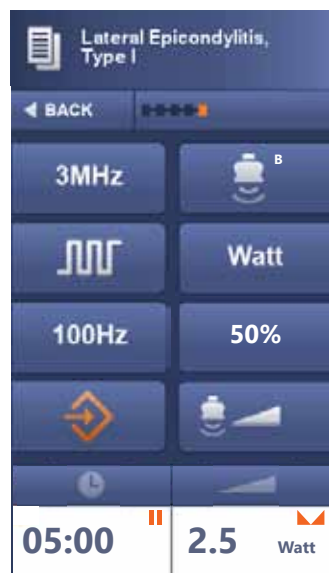 Lateral Epicondylitis,
Type I
BACK
3MHz
B
Watt
100Hz
50%
05:00
2.5 Watt